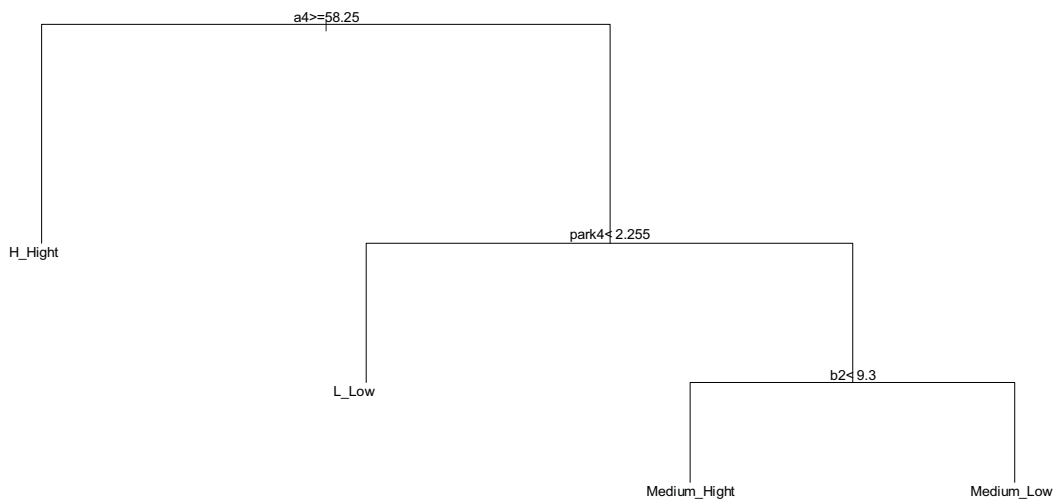 a4>=58.25
park4< 2.255
H_Hight
b2< 9.3
L_Low
Medium_Hight
Medium_Low